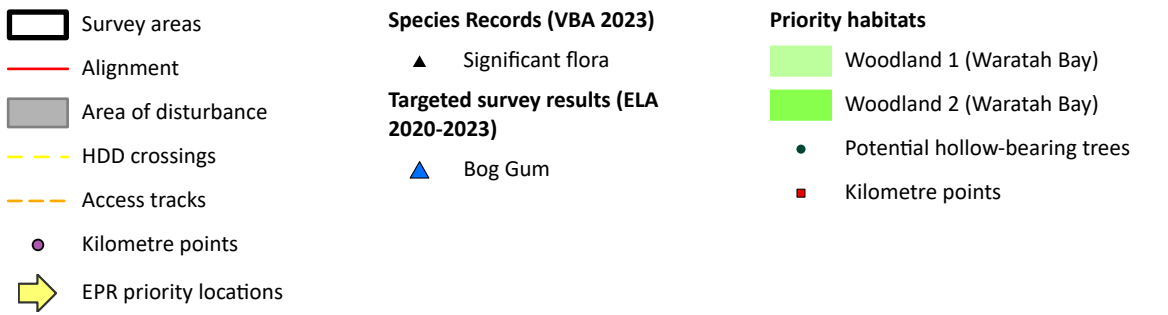 Survey areas
Alignment
Area of disturbance
HDD crossings
Access tracks
Kilometre points
EPR priority locations
Species Records (VBA 2023)
Significant flora
Targeted survey results (ELA
2020-2023)
Bog Gum
Priority habitats
Woodland 1 (Waratah Bay)
Woodland 2 (Waratah Bay)
Potential hollow-bearing trees
Kilometre points